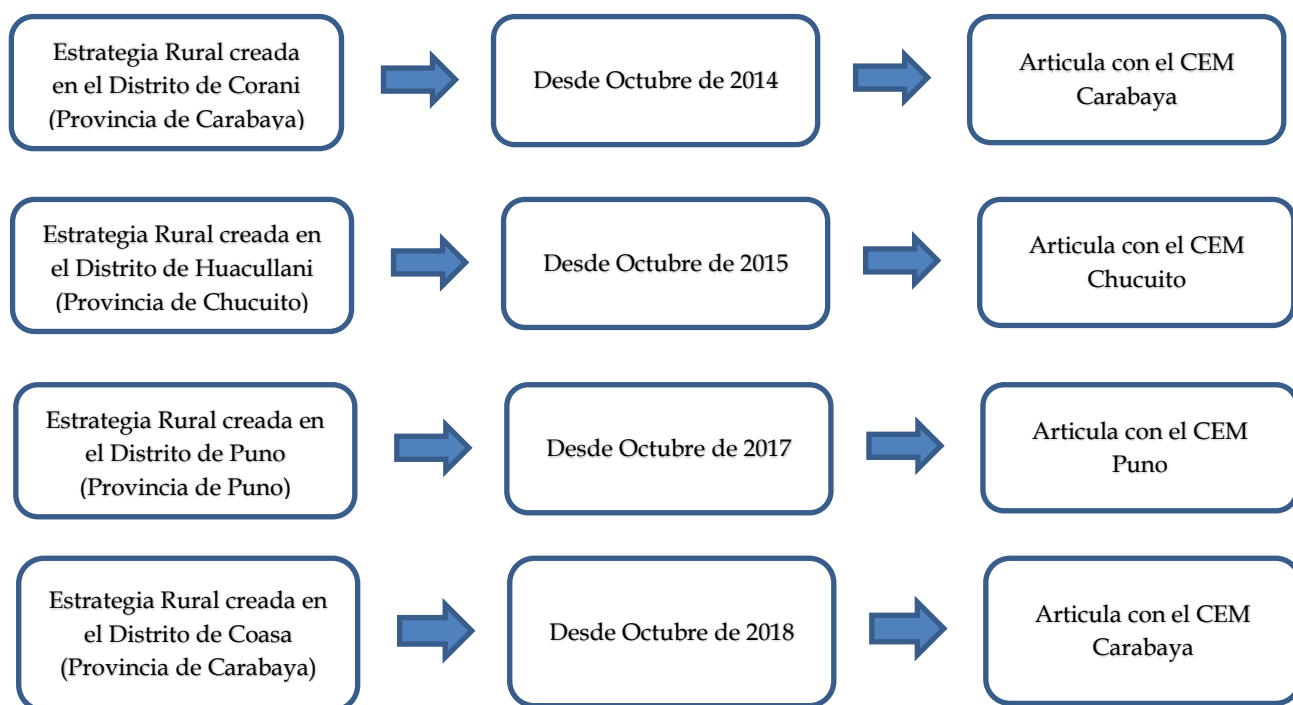 Estrategia Rural creada
en el Distrito de Corani
(Provincia de Carabaya)
Desde Octubre de 2014
Articula con el CEM
Carabaya
Estrategia Rural creada en
el Distrito de Huacullani
(Provincia de Chucuito)
Desde Octubre de 2015
Articula con el CEM
Chucuito
Estrategia Rural creada en
el Distrito de Puno
(Provincia de Puno)
Desde Octubre de 2017
Articula con el CEM
Puno
Estrategia Rural creada en
el Distrito de Coasa
(Provincia de Carabaya)
Desde Octubre de 2018
Articula con el CEM
Carabaya